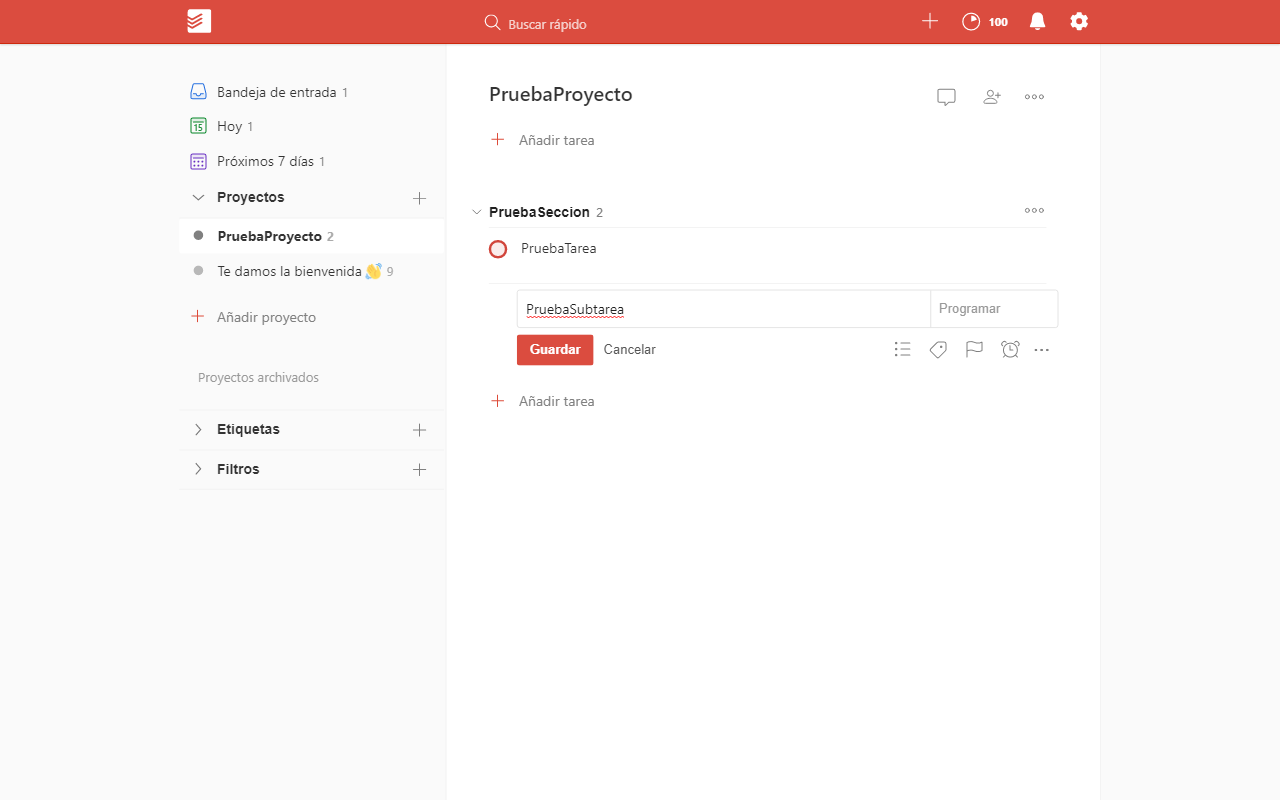 Buscar rápido
100
Bandeja de entrada 1
15 Hoy 1
Próximos 7 días 1
Proyectos
PruebaProyecto 2
Te damos la bienvenida 👋 9
Añadir proyecto
Proyectos archivados
Etiquetas
Filtros
PruebaProyecto
Añadir tarea
PruebaSeccion 2
PruebaTarea
PruebaSubtarea Programar
Guardar Cancelar
Añadir tarea